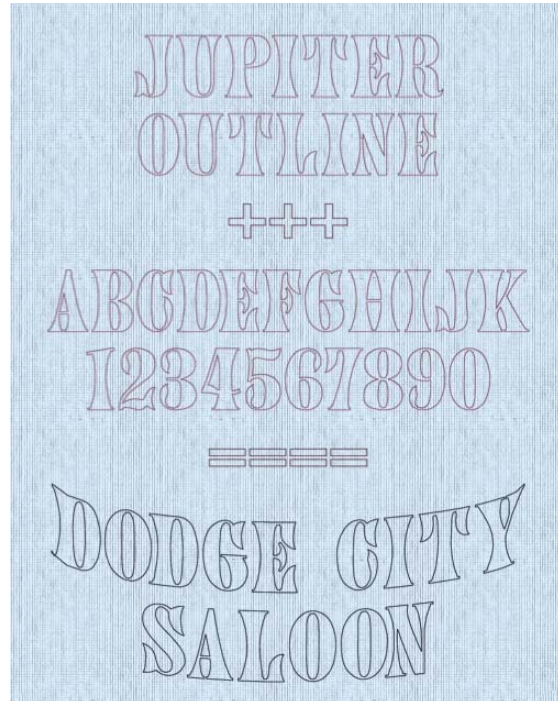 JUPITER
OUTLINE
+++
ABCDEFGHIJK
1234567890
====
DODGE CITY
SALOON